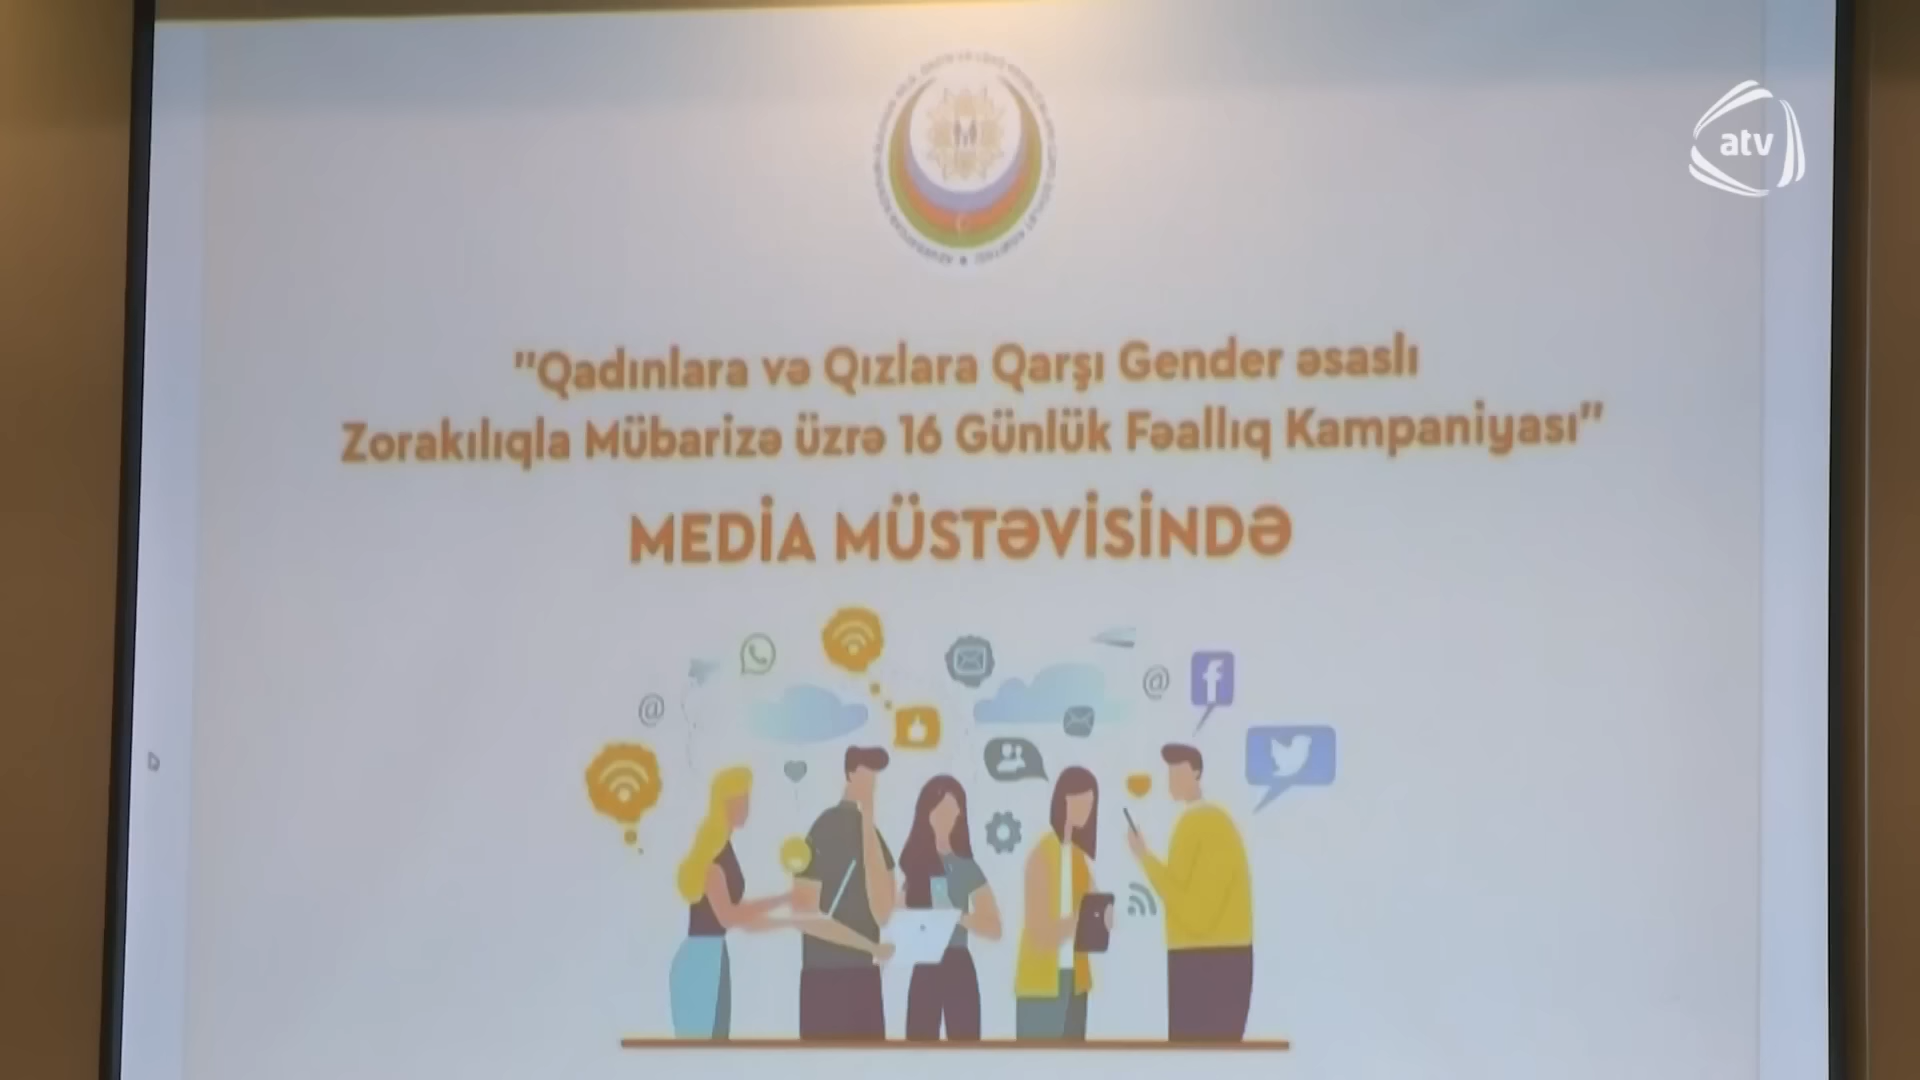 atv
"Qadınlara və Qızlara Qarşı Gender əsaslı
Zorakılıqla Mübarizə üzrə 16 Günlük Fəallıq Kampaniyası"
MEDİA MÜSTƏVİSİNDƏ
@
@
f